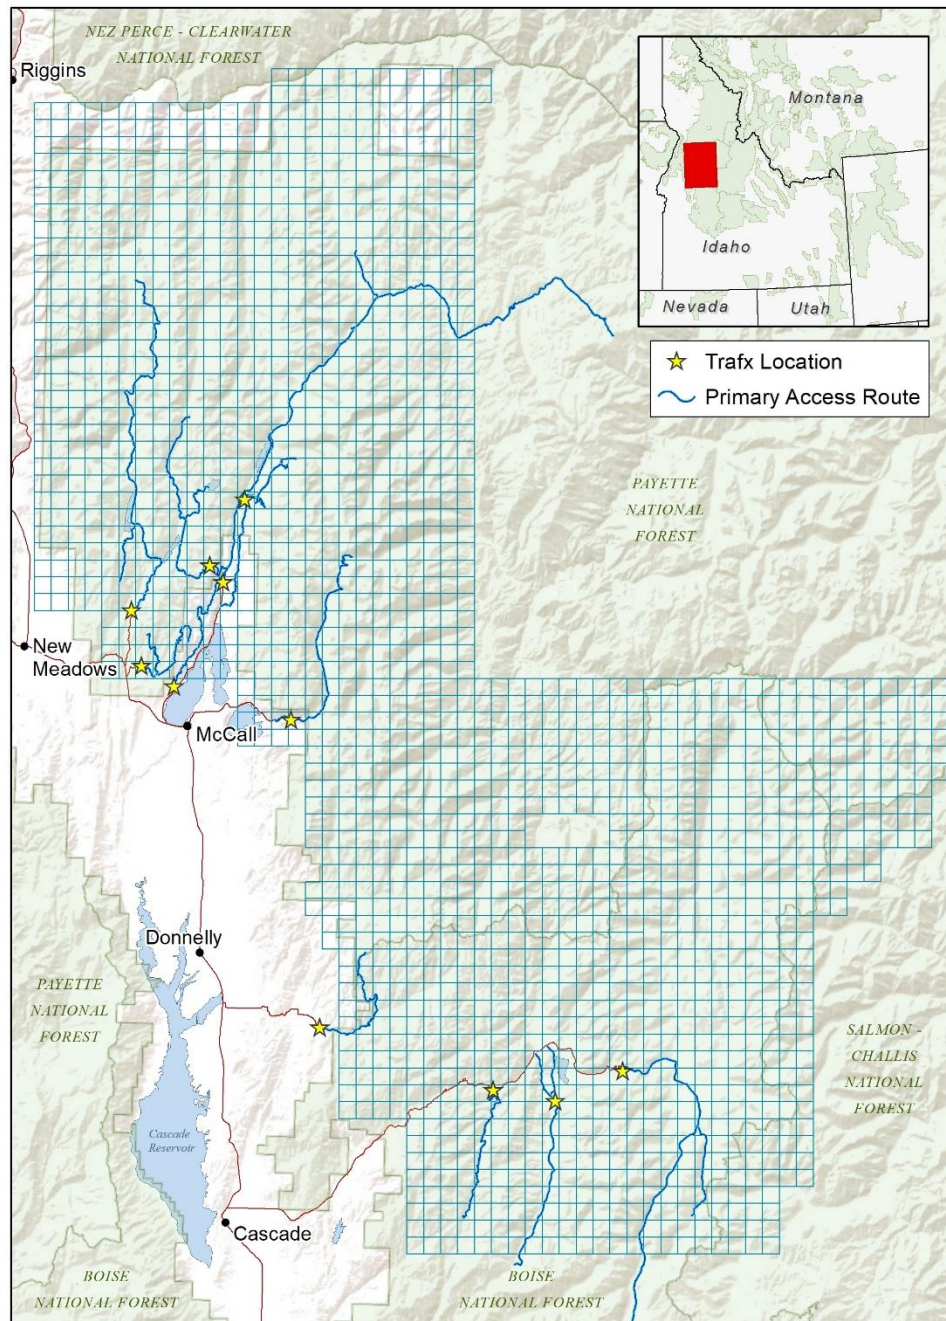 NEZ PERCE - CLEARWATER
NATIONAL FOREST
Riggins
Montana
Idaho
Nevada
Utah
Trafx Location
Primary Access Route
PAYETTE
NATIONAL
FOREST
New
Meadows
McCall
Donnelly
PAYETTE
NATIONAL
FOREST
SALMON -
CHALLIS
NATIONAL
FOREST
Cascade
Reservoir
Cascade
BOISE
NATIONAL FOREST
BOISE
NATIONAL FOREST